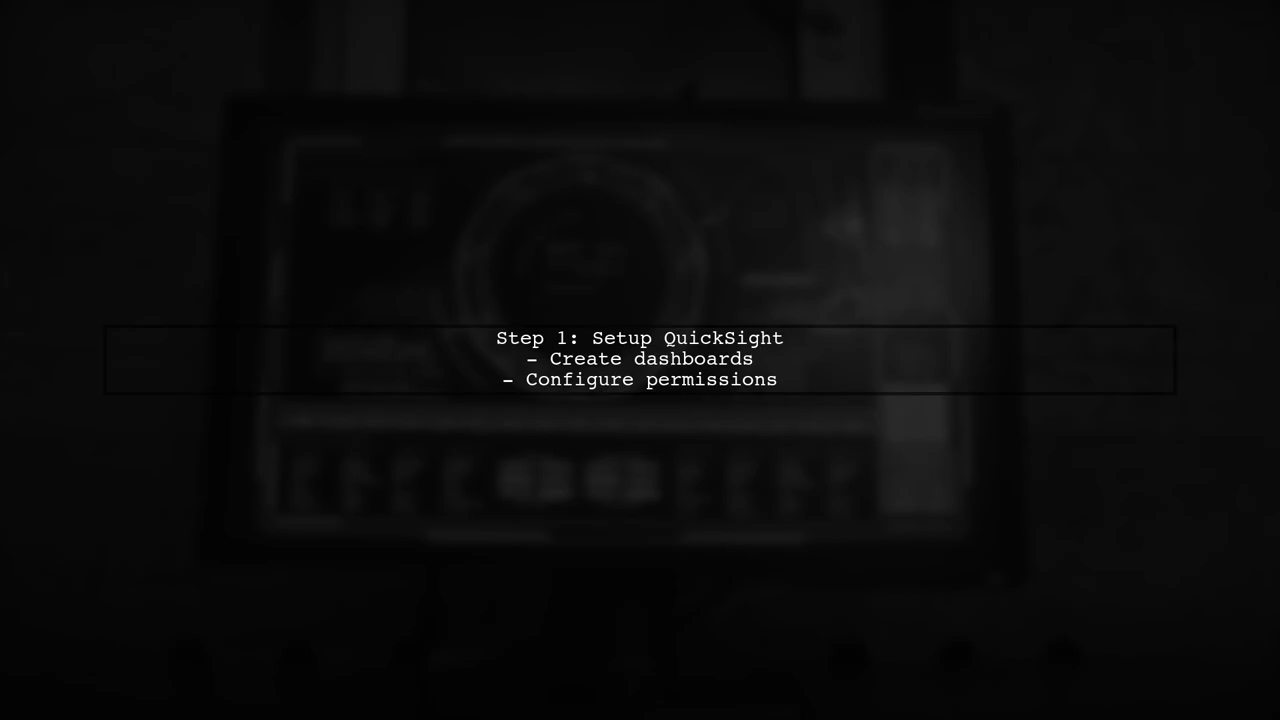 Step 1: Setup QuickSight
- Create dashboards
- Configure permissions